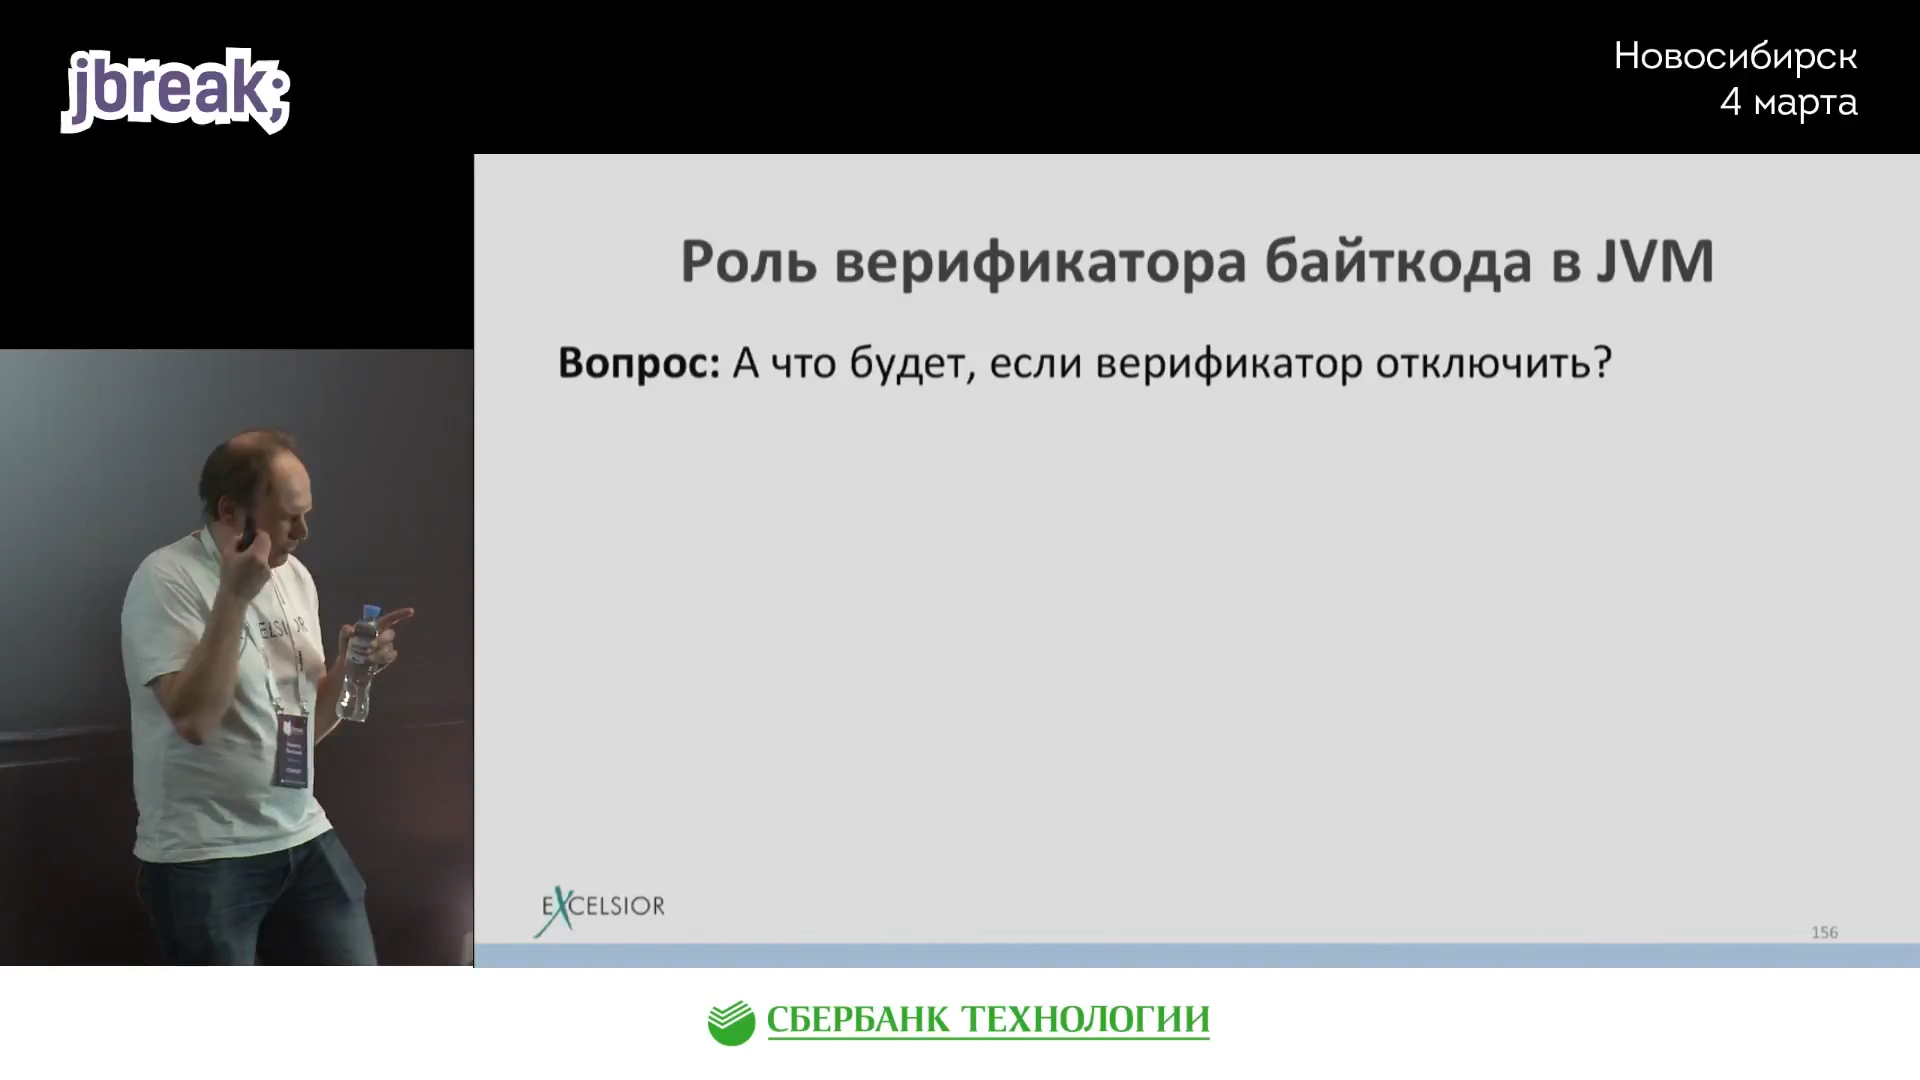 jbreak;
Новосибирск
4 марта
Роль верификатора байткода в JVM
Вопрос: А что будет, если верификатор отключить?
EXCELSIOR
156
СБЕРБАНК ТЕХНОЛОГИИ